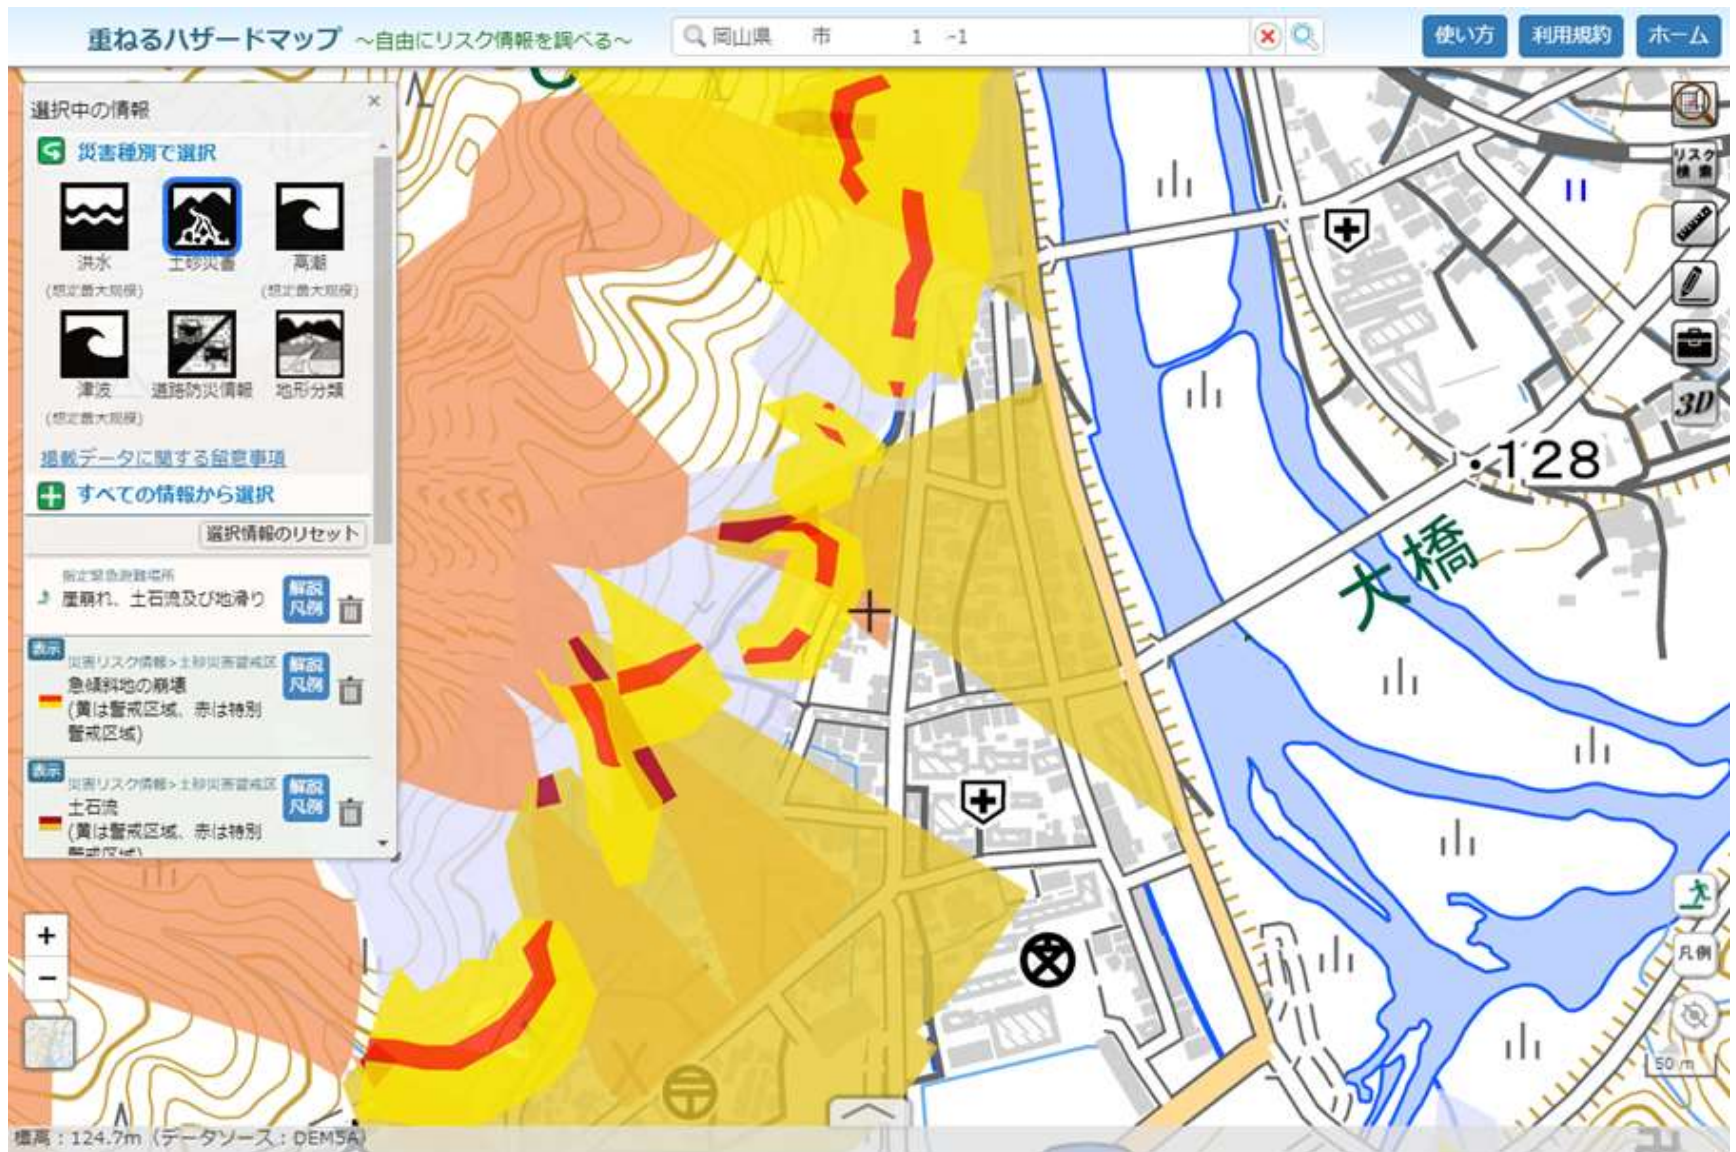 重ねるハザードマップ ～自由にリスク情報を調べる～
岡山県 市 1 -1
使い方
利用規約
ホーム
選択中の情報
×
災害種別で選択
洪水
(想定最大規模)
土砂災害
高潮
(想定最大規模)
津波
(想定最大規模)
道路防災情報
地形分類
掲載データに関する留意事項
すべての情報から選択
選択情報のリセット
指定緊急避難場所
崖崩れ、土石流及び地滑り
解説
凡例
表示
災害リスク情報>土砂災害警戒区
急傾斜地の崩壊
(黄は警戒区域、赤は特別
警戒区域)
解説
凡例
表示
災害リスク情報>土砂災害警戒区
土石流
(黄は警戒区域、赤は特別
警戒区域)
解説
凡例
リスク
検索
3D
128
大橋
+
−
凡例
50 m
標高：124.7m（データソース：DEM5A）